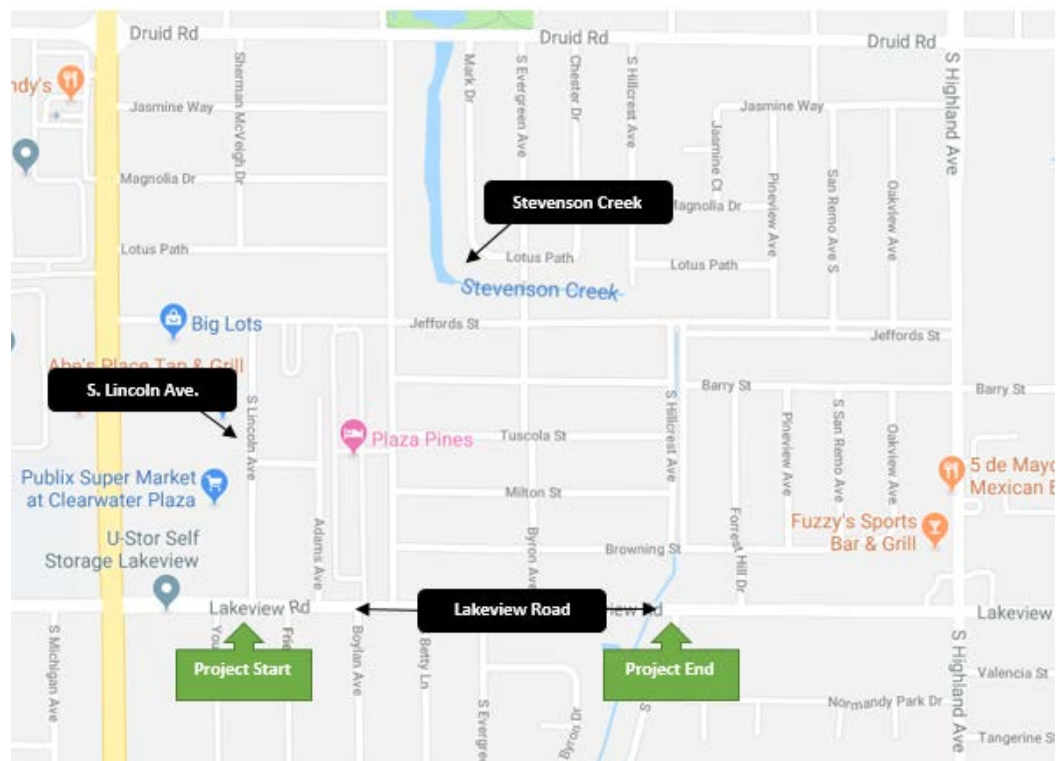 Druid Rd
Druid Rd
Druid Rd
ndy's
Sherman McVeigh Dr
Mark Dr
S Evergreen Ave
Chester Dr
S Hillcrest Ave
S Highland Ave
Jasmine Way
Jasmine Way
Jasmine Ct
Magnolia Dr
Magnolia Dr
Pineview Ave
San Remo Ave S
Oakview Ave
Stevenson Creek
Lotus Path
Lotus Path
Lotus Path
Stevenson Creek
Big Lots
Jeffords St
Jeffords St
Abe's Place Tap & Grill
S. Lincoln Ave.
S Lincoln Ave
Barry St
Barry St
S Hillcrest Ave
Plaza Pines
Tuscola St
Pineview Ave
S San Remo Ave
Oakview Ave
Publix Super Market
at Clearwater Plaza
Milton St
5 de Mayo
Mexican
U-Stor Self
Storage Lakeview
Adams Ave
Byron Ave
Browning St
Forrest Hill Dr
Fuzzy's Sports
Bar & Grill
Lakeview Rd
Lakeview Road
view Rd
Lakeview
Project Start
Project End
S Michigan Ave
You
Frie
Boylan Ave
Betty Ln
S Evergre
Byron Dr
S
Normandy Park Dr
S Highland Ave
Valencia St
Tangerine St